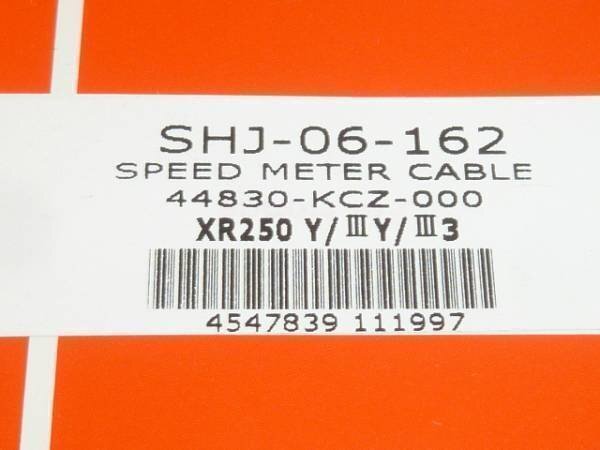 SHJ-06-162
SPEED METER CABLE
44830-KCZ-000
XR250 Y/ⅢY/Ⅲ3
4547839 111997